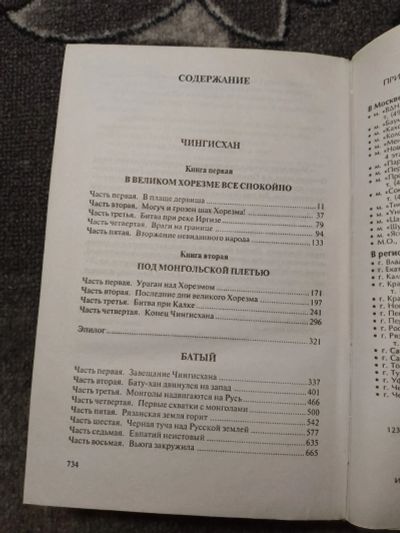 СОДЕРЖАНИЕ
ЧИНГИСХАН
Книга первая
В ВЕЛИКОМ ХОРЕЗМЕ ВСЕ СПОКОЙНО
Часть первая. В плаще дервиша 11
Часть вторая. Могуч и грозен шах Хорезма! 37
Часть третья. Битва при реке Иргизе 79
Часть четвертая. Враги на границе 94
Часть пятая. Вторжение невиданного народа 133
Книга вторая
ПОД МОНГОЛЬСКОЙ ПЛЕТЬЮ
Часть первая. Ураган над Хорезмом 171
Часть вторая. Последние дни великого Хорезма 197
Часть третья. Битва при Калке 241
Часть четвертая. Конец Чингисхана 296
Эпилог 321
БАТЫЙ
Часть первая. Завещание Чингисхана 337
Часть вторая. Бату-хан двинулся на запад 401
Часть третья. Монголы надвигаются на Русь 466
Часть четвертая. Первые схватки с монголами 500
Часть пятая. Рязанская земля горит 542
Часть шестая. Черная туча над Русской землей 577
Часть седьмая. Евпатий неистовый 635
Часть восьмая. Вьюга закружила 665
734
ПРИ
В Москве
В реги
123